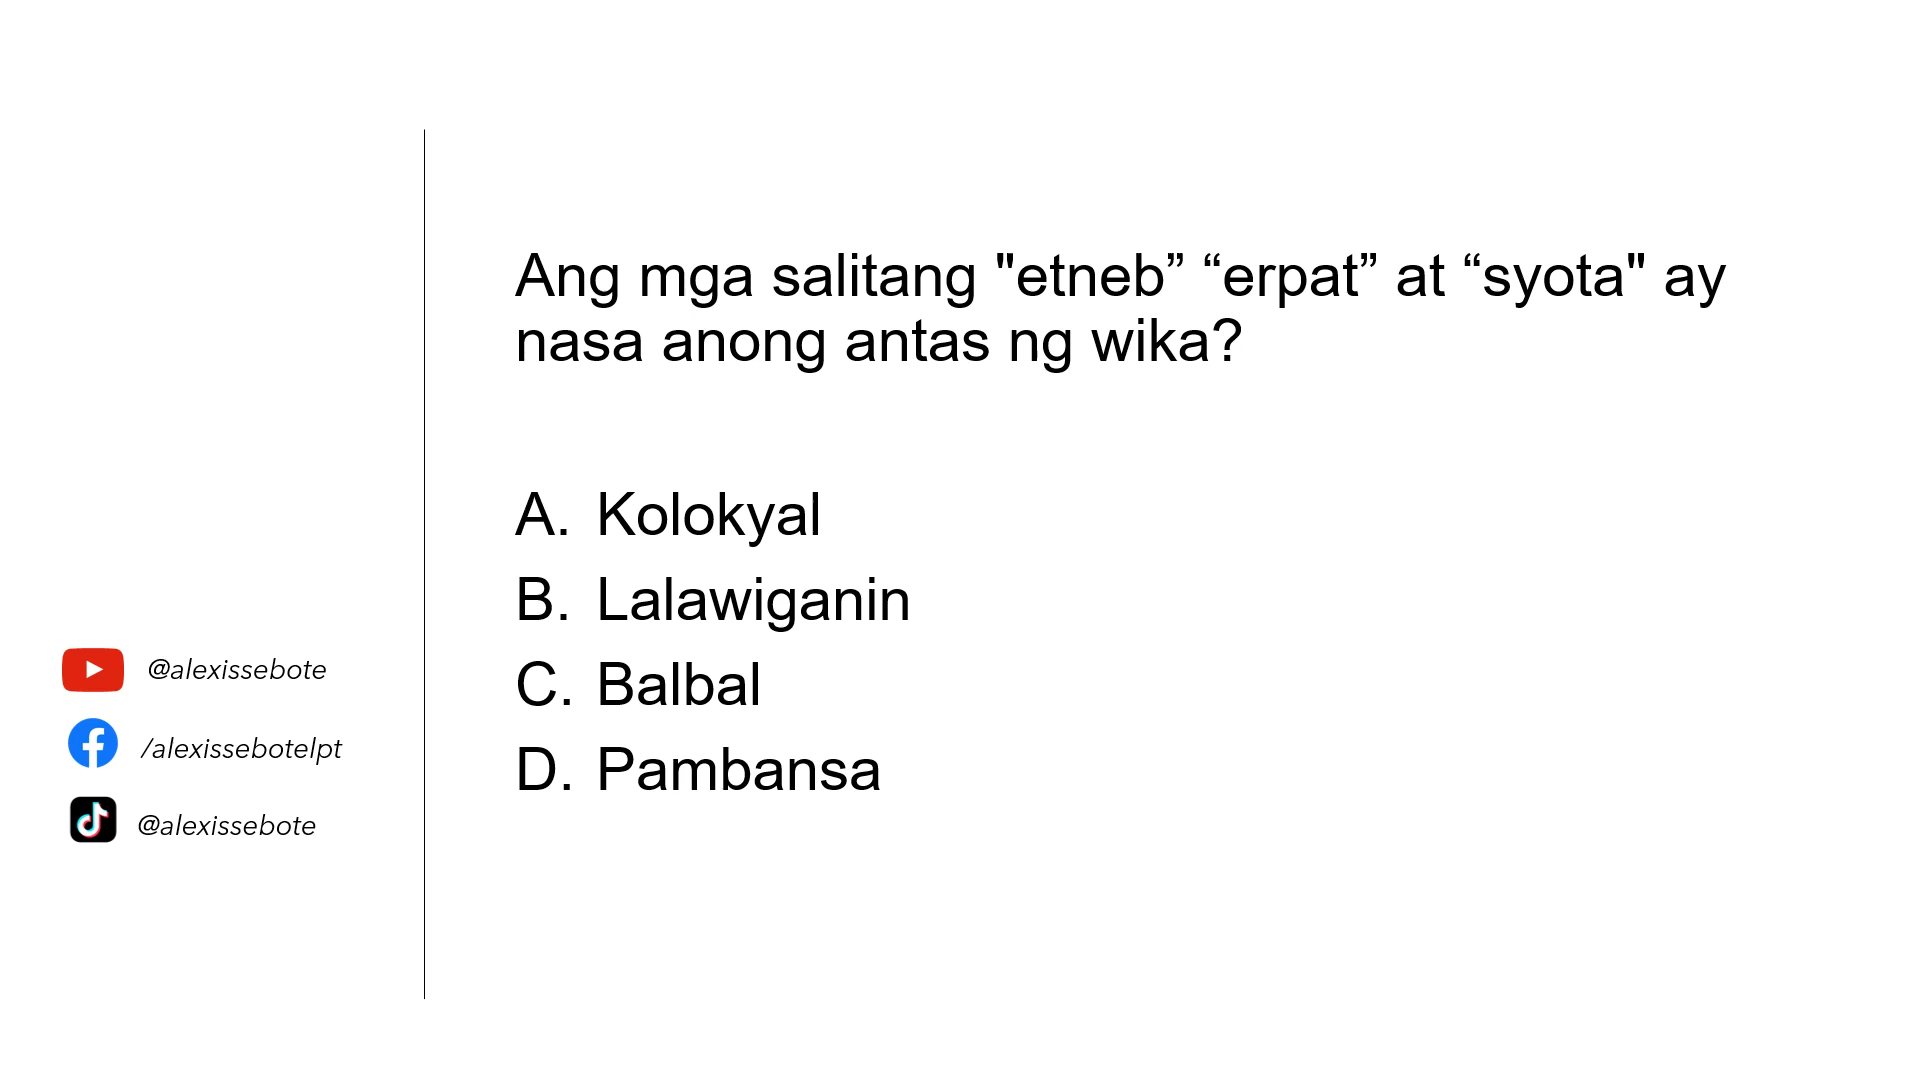 Ang mga salitang "etneb” “erpat” at “syota" ay
nasa anong antas ng wika?
A. Kolokyal
B. Lalawiganin
C. Balbal
D. Pambansa
@alexissebote
/alexissebotelpt
@alexissebote